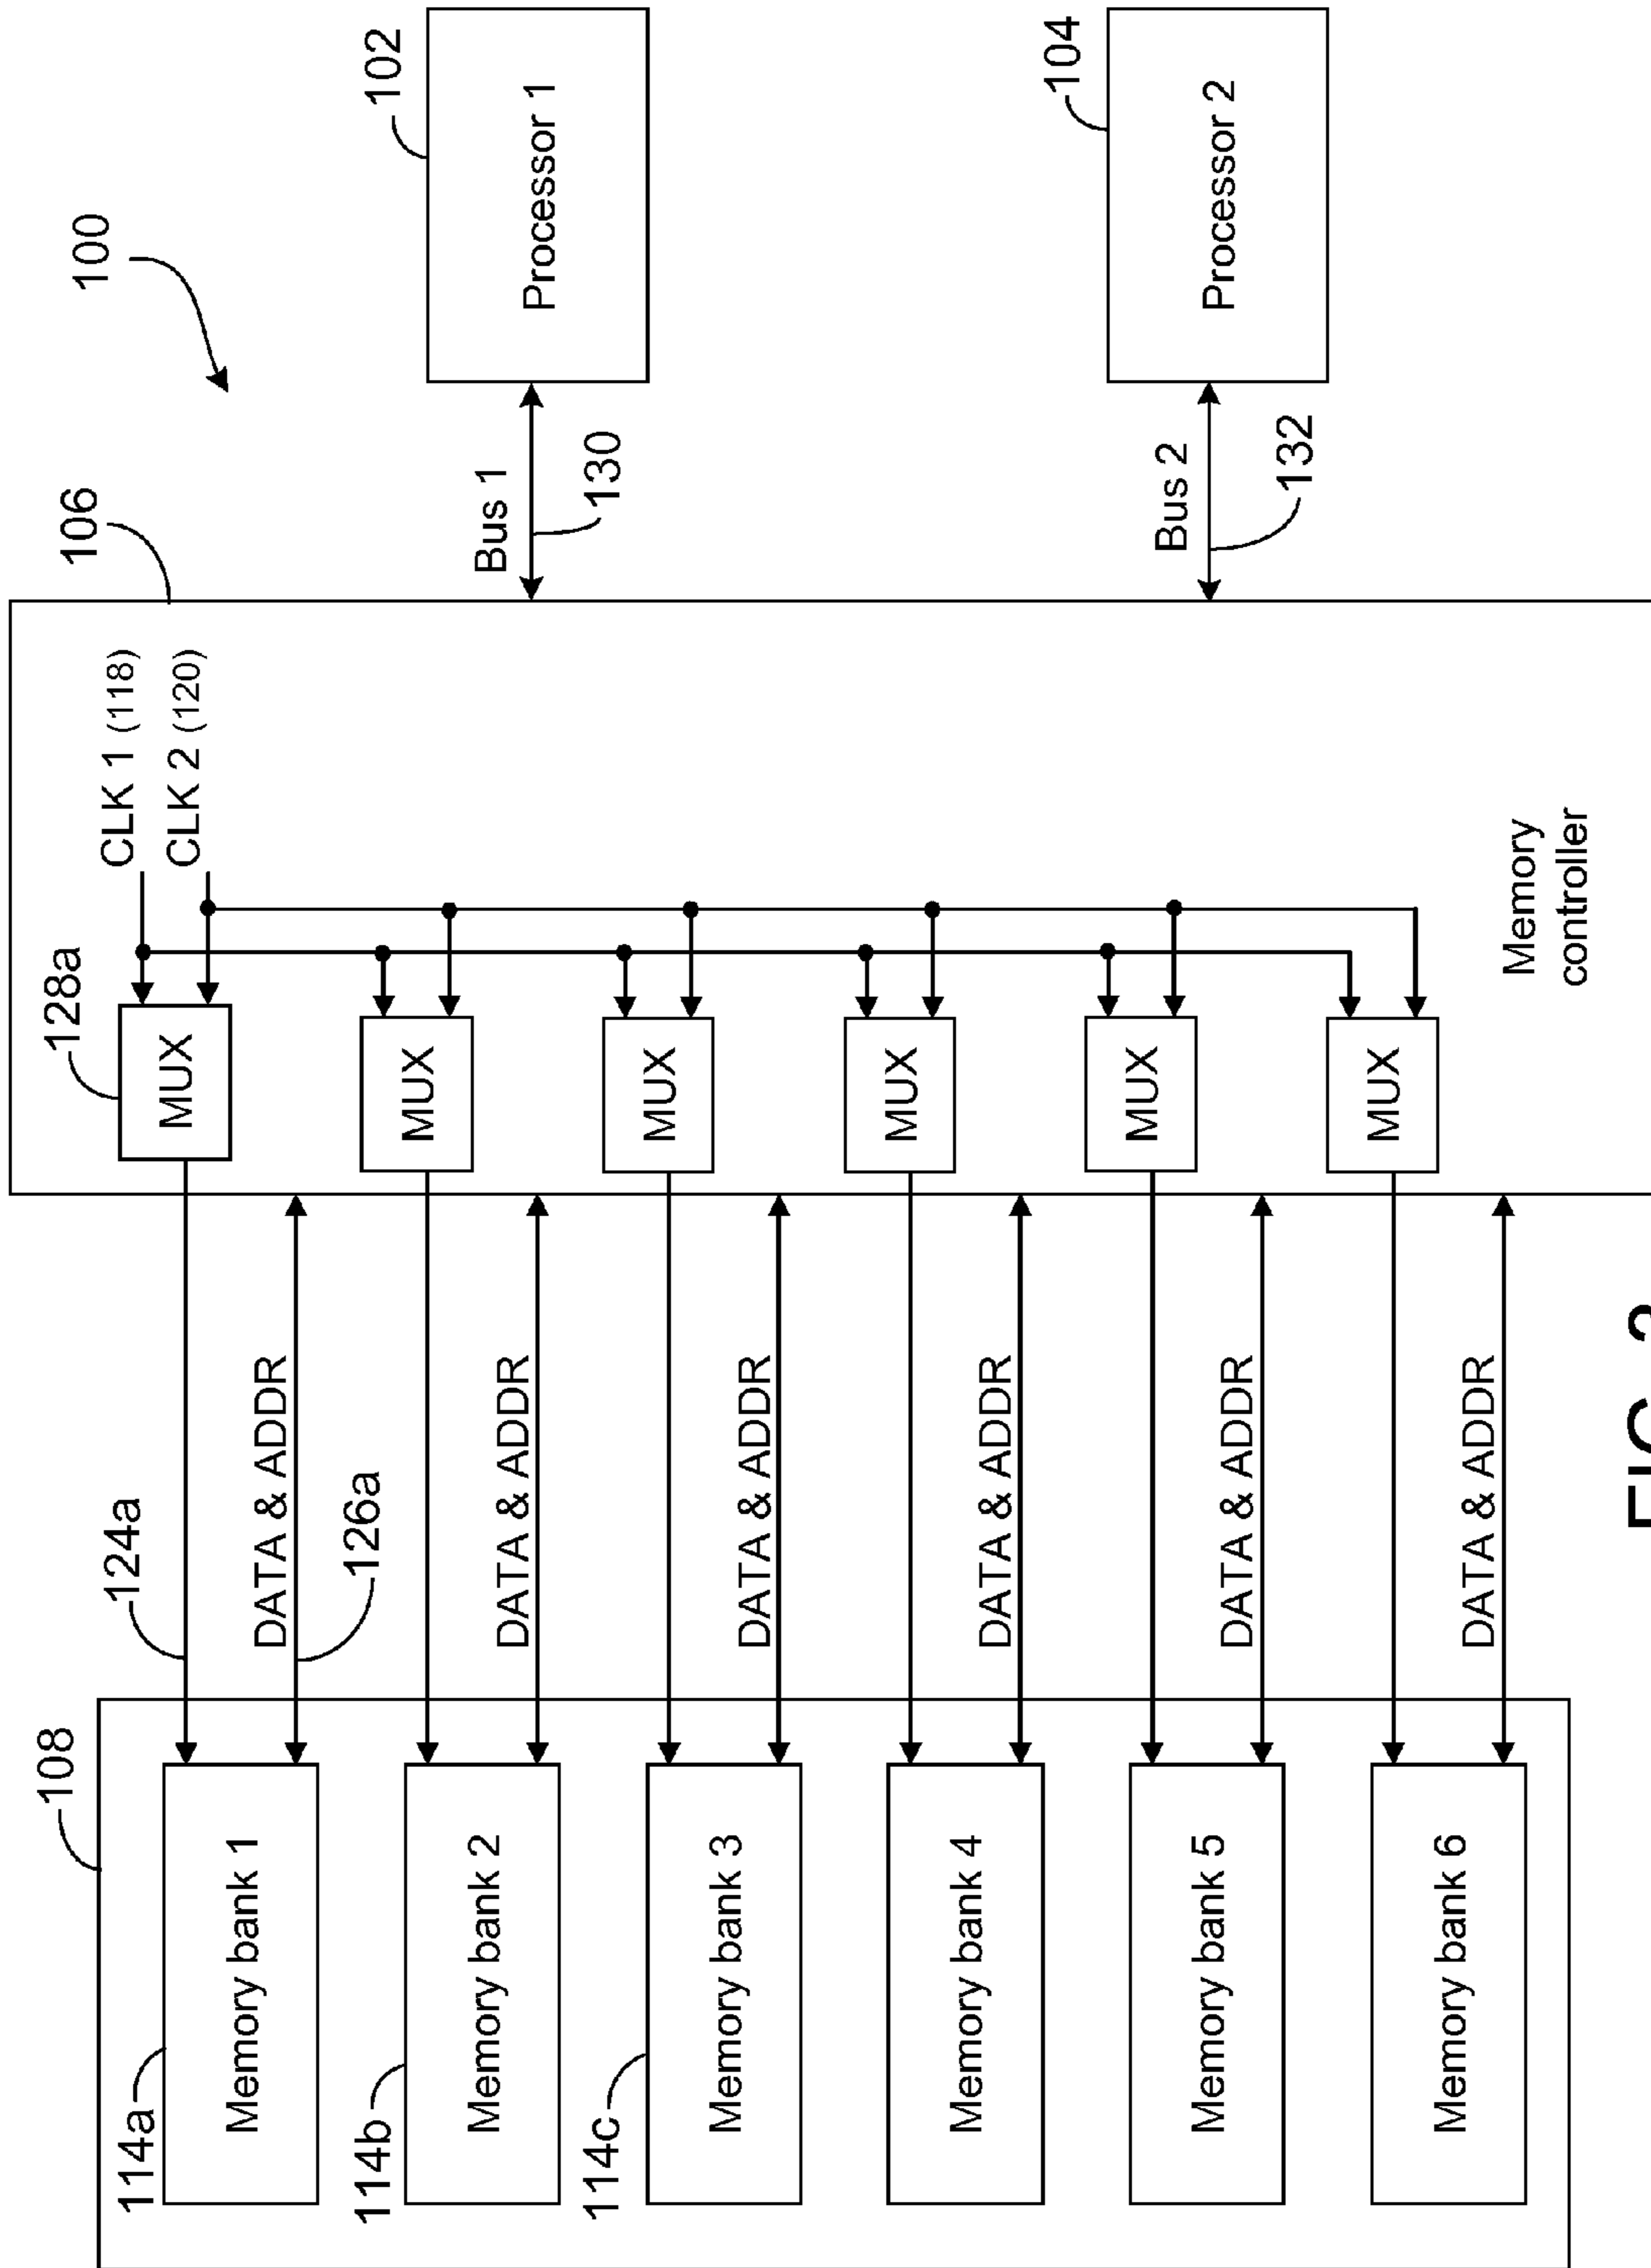 100
108
106
114a
124a
128a
CLK 1 (118)
CLK 2 (120)
Memory bank 1
MUX
DATA & ADDR
126a
102
114b
Memory bank 2
MUX
DATA & ADDR
Bus 1
130
Processor 1
114c
Memory bank 3
MUX
DATA & ADDR
Memory bank 4
MUX
DATA & ADDR
104
Memory bank 5
MUX
DATA & ADDR
Bus 2
132
Processor 2
Memory bank 6
MUX
DATA & ADDR
Memory
controller